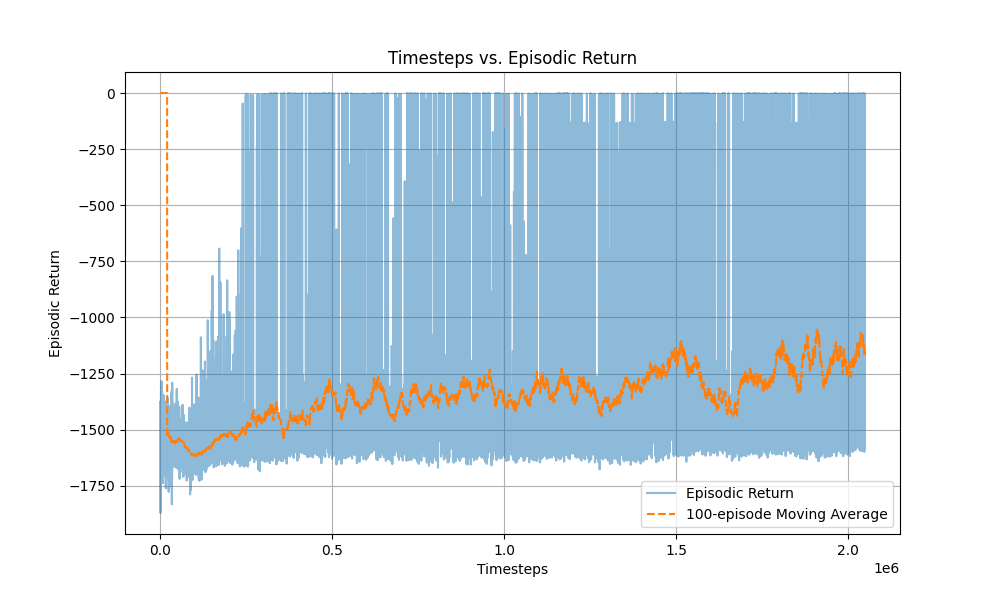 Timesteps vs. Episodic Return
Episodic Return
0
−250
−500
−750
−1000
−1250
−1500
−1750
0.0
0.5
1.0
1.5
2.0
1e6
Timesteps
Episodic Return
100-episode Moving Average